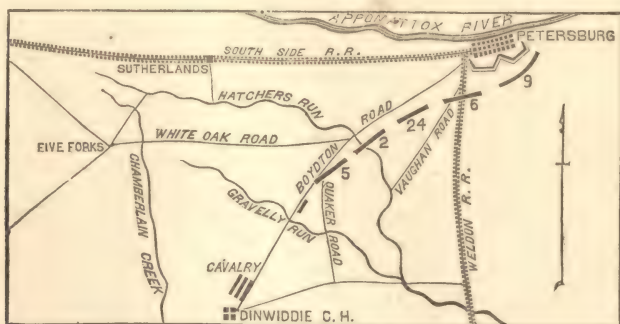 APPOMATTOX RIVER
PETERSBURG
SOUTH SIDE R.R.
SUTHERLANDS
9
6
HATCHERS RUN
BOYDTON ROAD
24
VAUGHAN ROAD
WHITE OAK ROAD
2
EIVE FORKS
5
CHAMBERLAIN CREEK
GRAVELLY RUN
QUAKER ROAD
WELDON R.R.
CAVALRY
DINWIDDIE C.H.